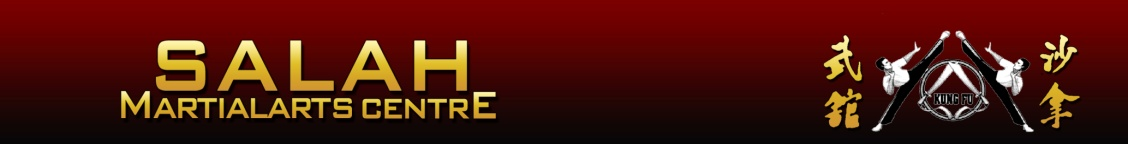 SALAH
MARTIALARTS CENTRE
武館
KUNG FU
沙拿